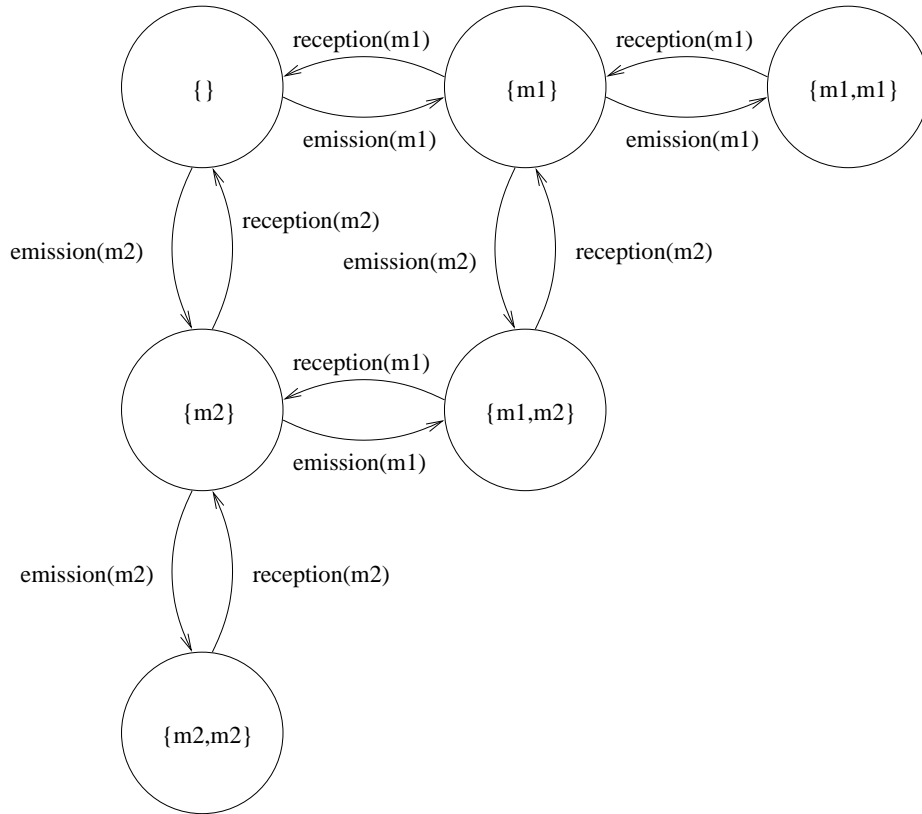 reception(m1)
reception(m1)
{}
{m1}
{m1,m1}
emission(m1)
emission(m1)
reception(m2)
emission(m2)
emission(m2)
reception(m2)
reception(m1)
{m2}
{m1,m2}
emission(m1)
emission(m2)
reception(m2)
{m2,m2}